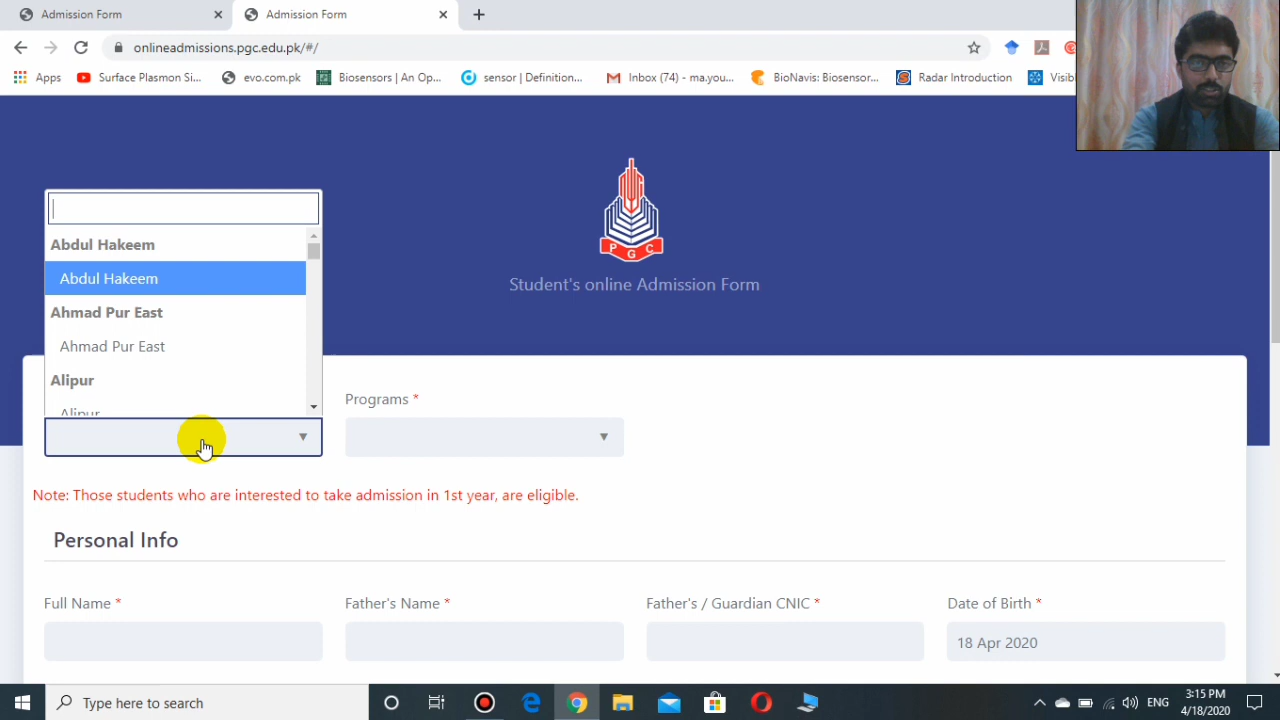 Admission Form
Admission Form
onlineadmissions.pgc.edu.pk/#/
Apps
Surface Plasmon Si...
evo.com.pk
Biosensors | An Op...
sensor | Definition...
Inbox (74) - ma.you...
BioNavis: Biosensor...
Radar Introduction
Visib
Abdul Hakeem
Abdul Hakeem
Ahmad Pur East
Ahmad Pur East
Alipur
Alipur
P G C
Student's online Admission Form
Programs *
Note: Those students who are interested to take admission in 1st year, are eligible.
Personal Info
Full Name *
Father's Name *
Father's / Guardian CNIC *
Date of Birth *
18 Apr 2020
Type here to search
ENG
3:15 PM
4/18/2020